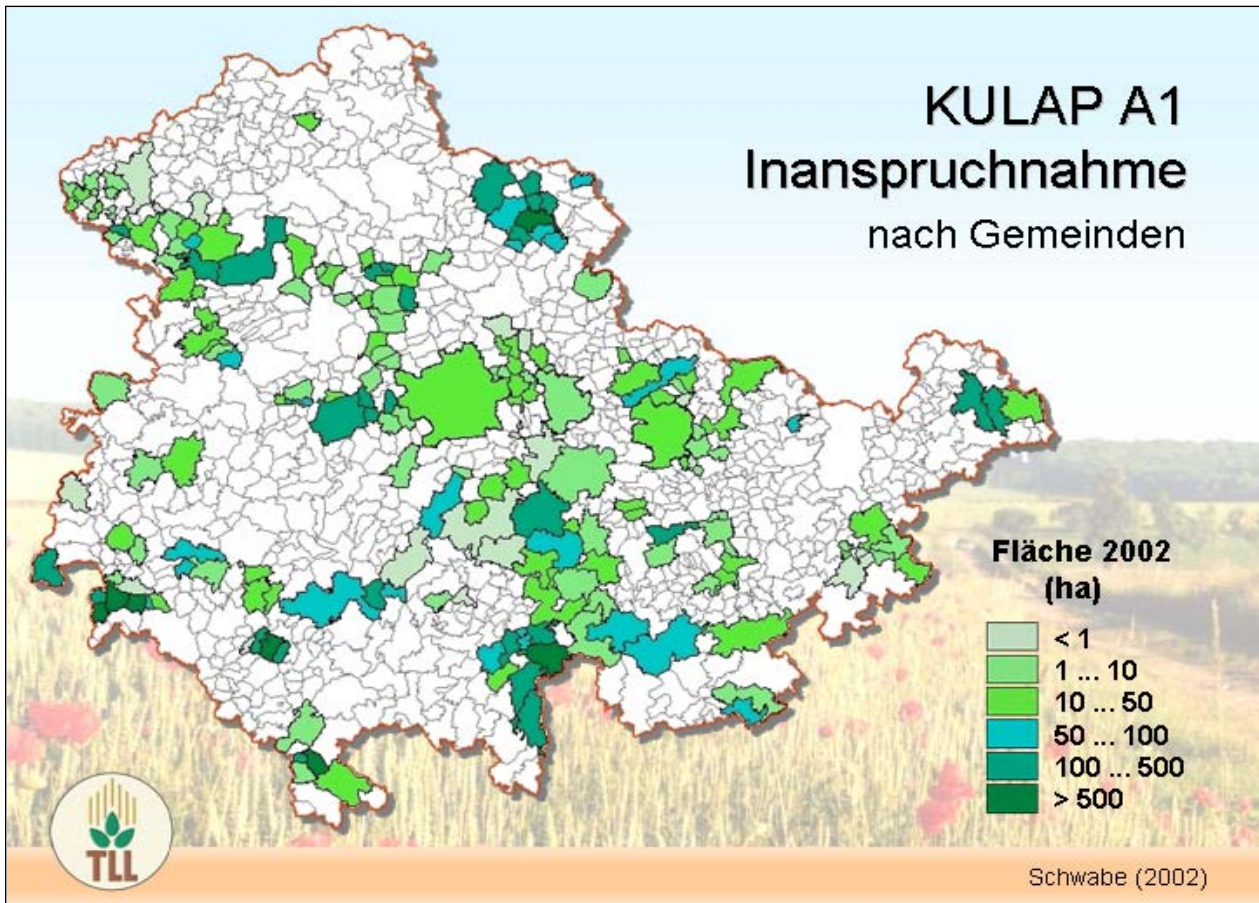 KULAP A1
Inanspruchnahme
nach Gemeinden
Fläche 2002
(ha)
< 1
1 ... 10
10 ... 50
50 ... 100
100 ... 500
> 500
TLL
Schwabe (2002)